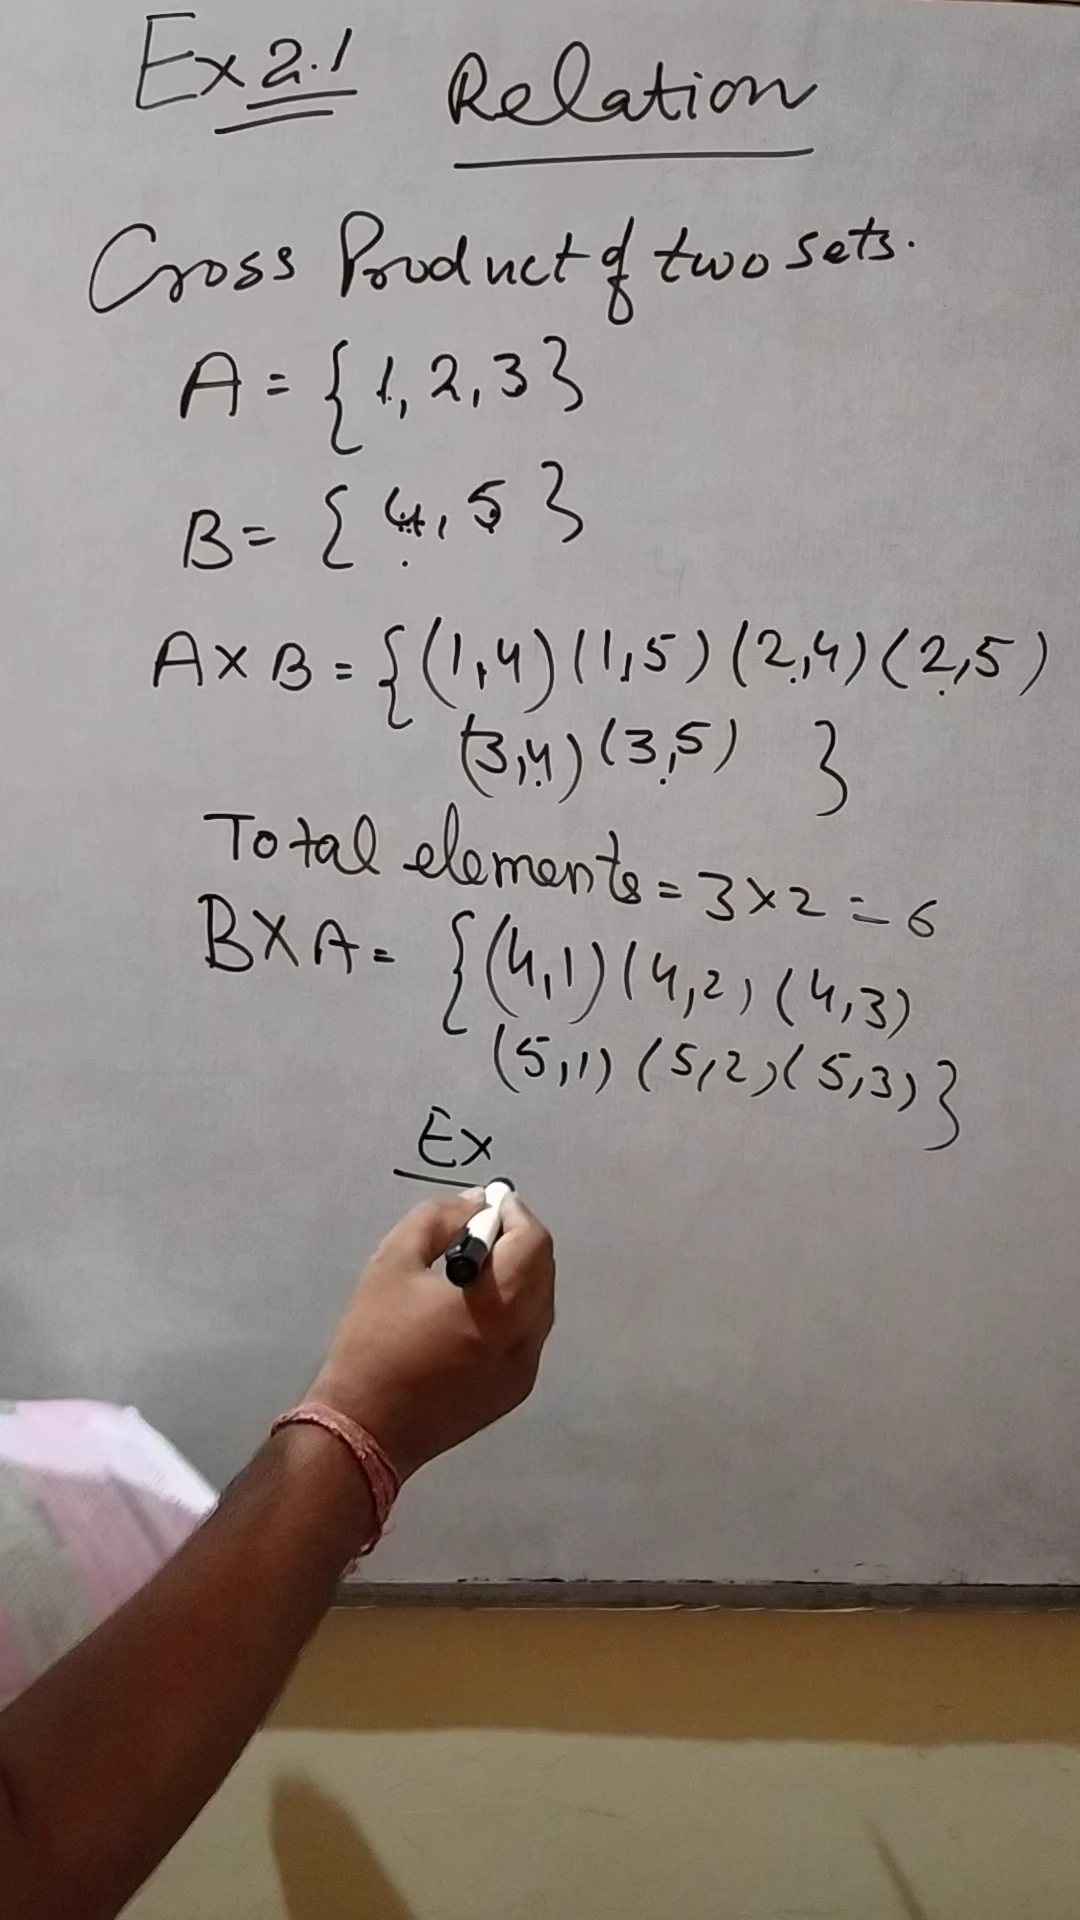 Ex 2.1 Relation
Cross Product of two sets.
A = { 1, 2, 3 }
B = { 4, 5 }
A X B = { (1,4) (1,5) (2,4) (2,5)
(3,4) (3,5) }
Total elements = 3 x 2 = 6
B X A = { (4,1) (4,2) (4,3)
(5,1) (5,2) (5,3) }
Ex